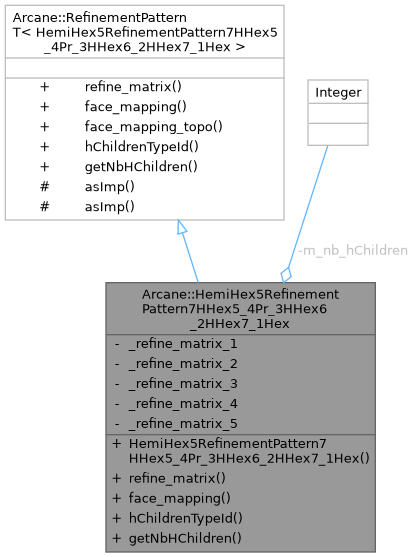 Arcane::RefinementPattern
T< HemiHex5RefinementPattern7HHex5
_4Pr_3HHex6_2HHex7_1Hex >
+ refine_matrix()
+ face_mapping()
+ face_mapping_topo()
+ hChildrenTypeId()
+ getNbHChildren()
# asImp()
# asImp()
Integer
-m_nb_hChildren
Arcane::HemiHex5Refinement
Pattern7HHex5_4Pr_3HHex6
_2HHex7_1Hex
- _refine_matrix_1
- _refine_matrix_2
- _refine_matrix_3
- _refine_matrix_4
- _refine_matrix_5
+ HemiHex5RefinementPattern7
HHex5_4Pr_3HHex6_2HHex7_1Hex()
+ refine_matrix()
+ face_mapping()
+ hChildrenTypeId()
+ getNbHChildren()